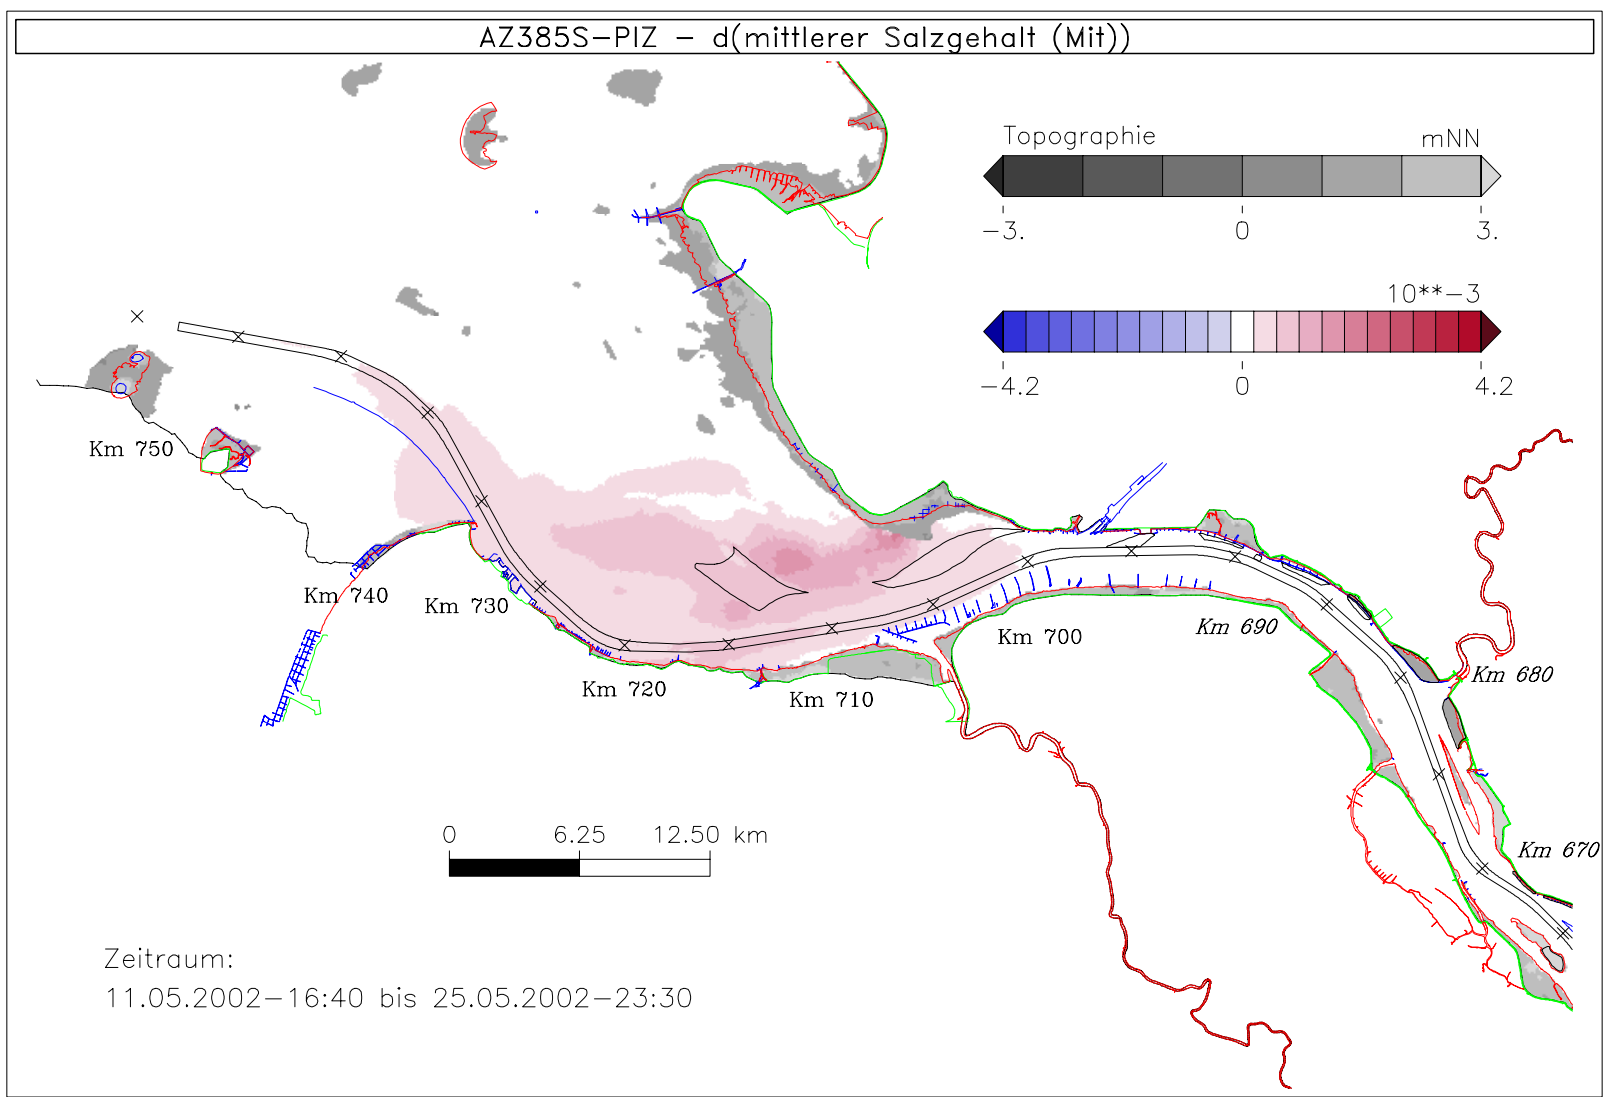 AZ385S-PIZ - d(mittlerer Salzgehalt (Mit))
Topographie mNN
-3. 0 3.
10**-3
-4.2 0 4.2
Km 750
Km 740
Km 730
Km 720
Km 710
Km 700
Km 690
Km 680
Km 670
0 6.25 12.50 km
Zeitraum:
11.05.2002-16:40 bis 25.05.2002-23:30